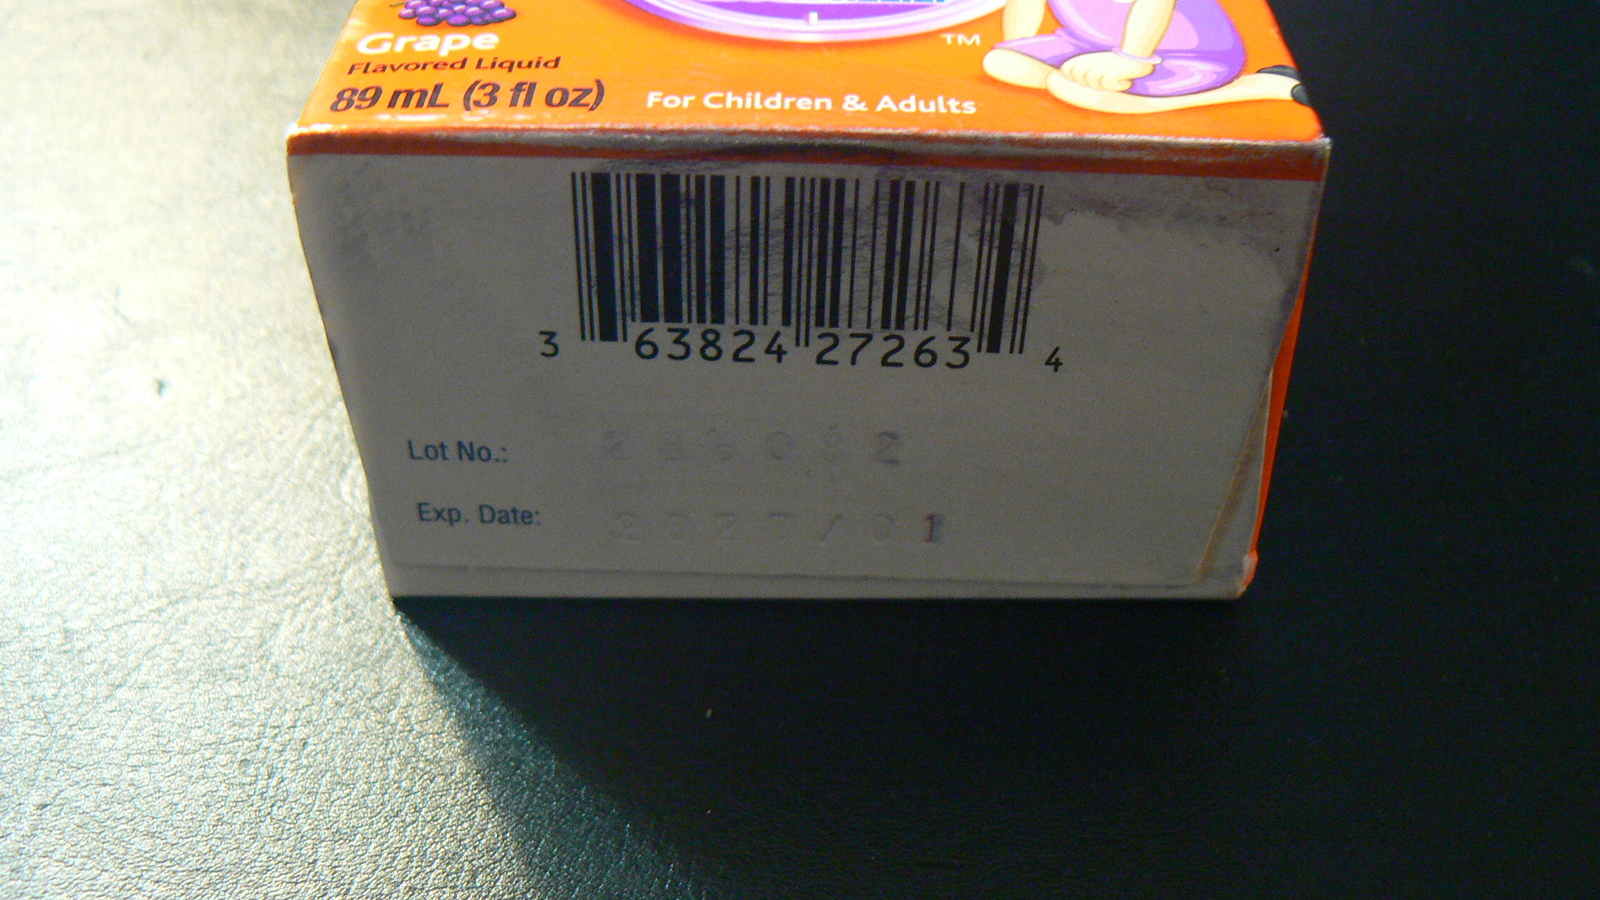 Grape
TM
Flavored Liquid
89 mL (3 fl oz)
For Children & Adults
3 63824 27263 4
Lot No.:
Exp. Date: